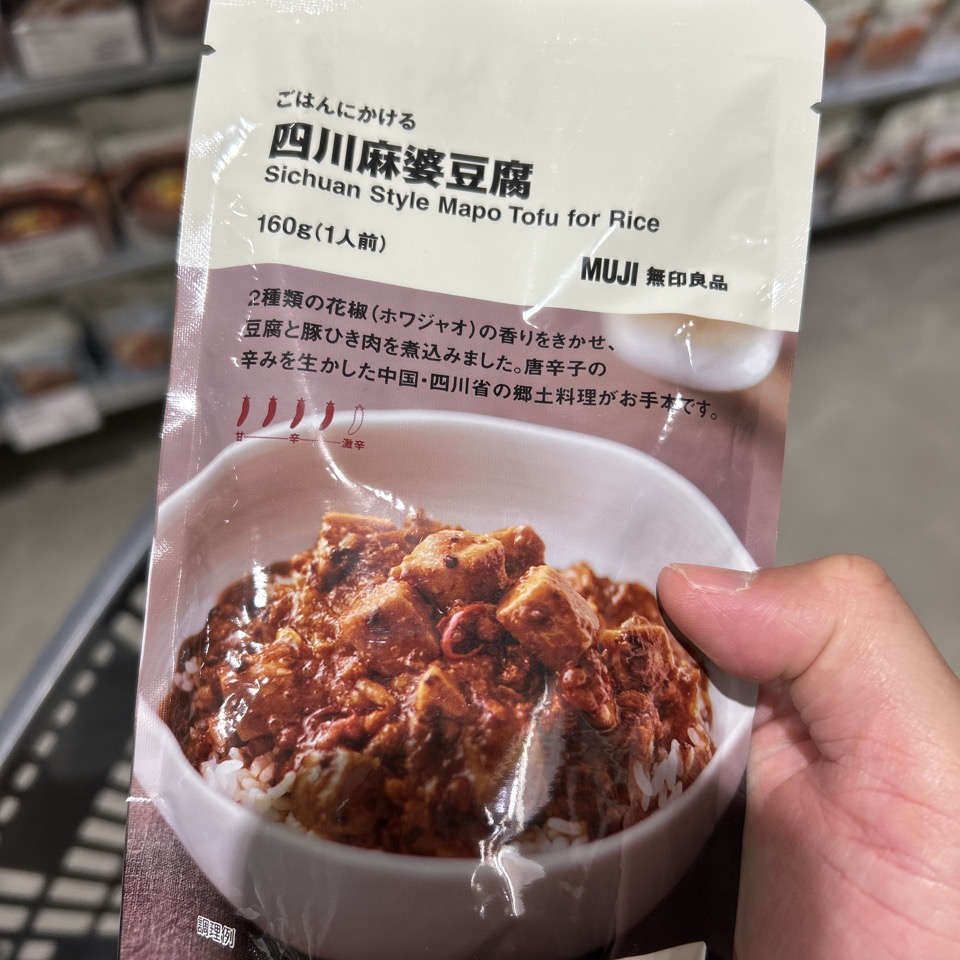 ごはんにかける
四川麻婆豆腐
Sichuan Style Mapo Tofu for Rice
160g(1人前)
MUJI 無印良品
2種類の花椒(ホワジャオ)の香りをきかせ、
豆腐と豚ひき肉を煮込みました。唐辛子の
辛みを生かした中国・四川省の郷土料理がお手本です。
甘 辛 激辛
調理例